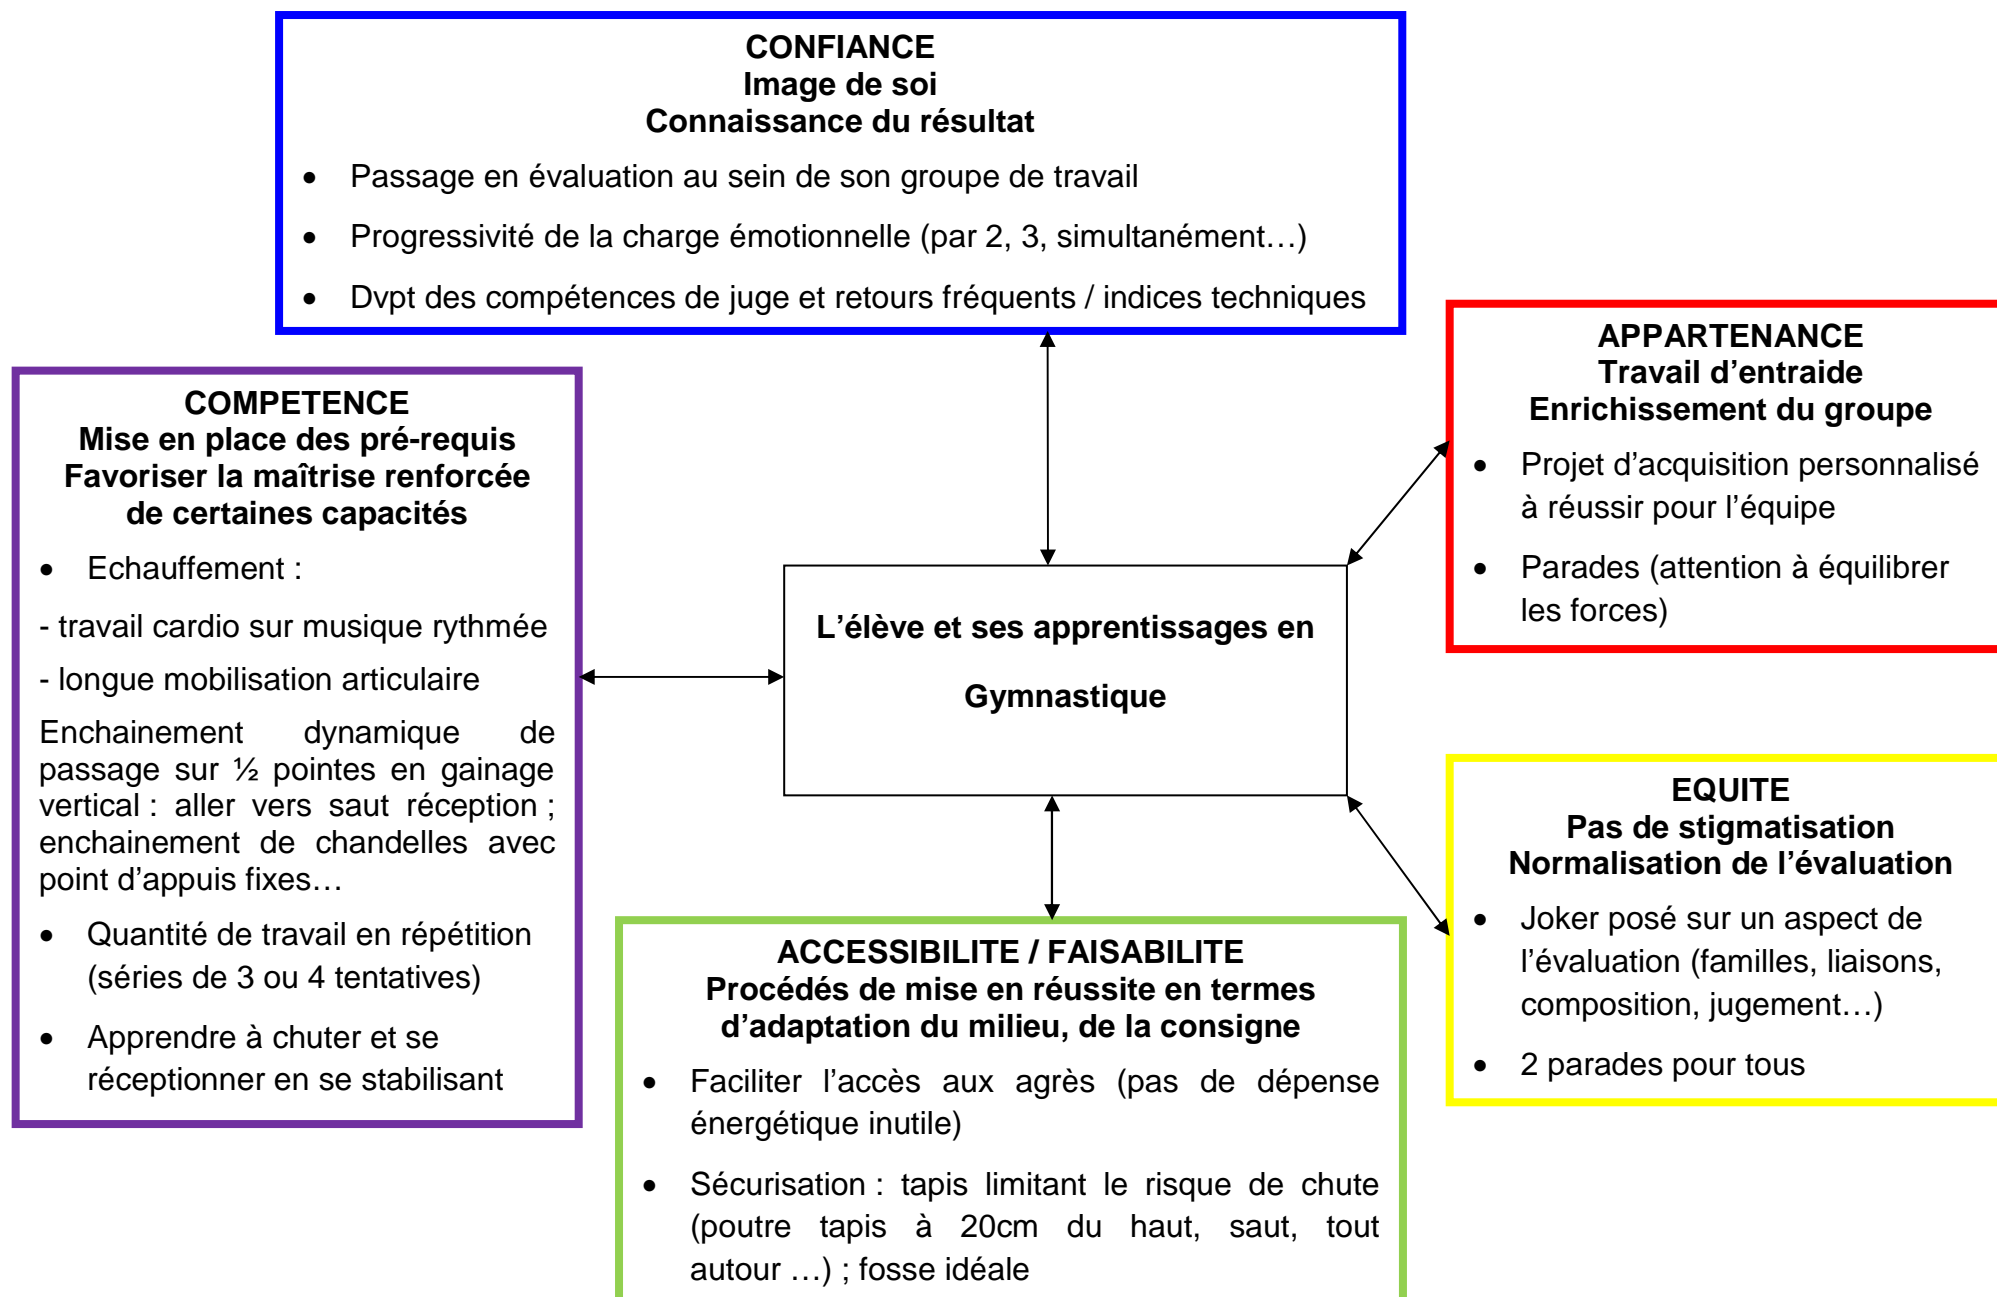 CONFIANCE
Image de soi
Connaissance du résultat
• Passage en évaluation au sein de son groupe de travail
• Progressivité de la charge émotionnelle (par 2, 3, simultanément…)
• Dvpt des compétences de juge et retours fréquents / indices techniques
COMPETENCE
Mise en place des pré-requis
Favoriser la maîtrise renforcée
de certaines capacités
• Echauffement :
- travail cardio sur musique rythmée
- longue mobilisation articulaire
Enchainement dynamique de
passage sur ½ pointes en gainage
vertical : aller vers saut réception ;
enchainement de chandelles avec
point d’appuis fixes…
• Quantité de travail en répétition
(séries de 3 ou 4 tentatives)
• Apprendre à chuter et se
réceptionner en se stabilisant
L’élève et ses apprentissages en
Gymnastique
APPARTENANCE
Travail d’entraide
Enrichissement du groupe
• Projet d’acquisition personnalisé
à réussir pour l’équipe
• Parades (attention à équilibrer
les forces)
EQUITE
Pas de stigmatisation
Normalisation de l’évaluation
• Joker posé sur un aspect de
l’évaluation (familles, liaisons,
composition, jugement…)
• 2 parades pour tous
ACCESSIBILITE / FAISABILITE
Procédés de mise en réussite en termes
d’adaptation du milieu, de la consigne
• Faciliter l’accès aux agrès (pas de dépense
énergétique inutile)
• Sécurisation : tapis limitant le risque de chute
(poutre tapis à 20cm du haut, saut, tout
autour …) ; fosse idéale